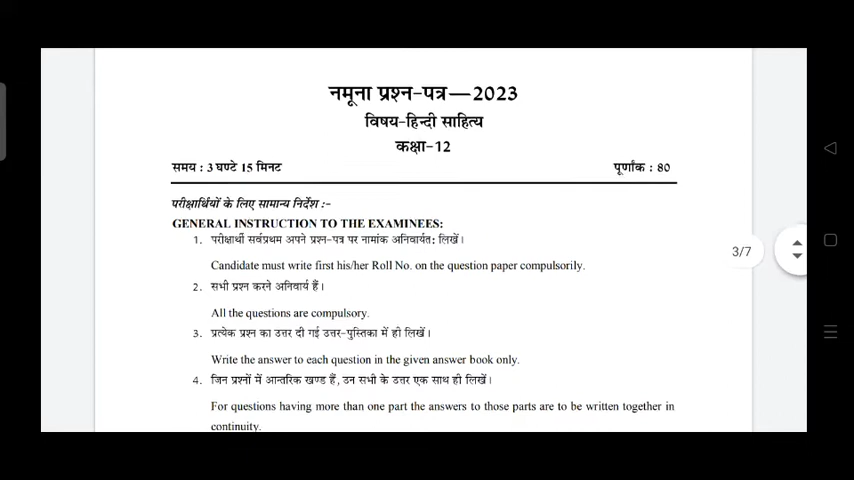 नमूना प्रश्न-पत्र—2023
विषय-हिन्दी साहित्य
कक्षा-12
समय : 3 घण्टे 15 मिनट पूर्णांक : 80
परीक्षार्थियों के लिए सामान्य निर्देश :-
GENERAL INSTRUCTION TO THE EXAMINEES:
1. परीक्षार्थी सर्वप्रथम अपने प्रश्न-पत्र पर नामांक अनिवार्यत: लिखें।
Candidate must write first his/her Roll No. on the question paper compulsorily.
3/7
2. सभी प्रश्न करने अनिवार्य हैं।
All the questions are compulsory.
3. प्रत्येक प्रश्न का उत्तर दी गई उत्तर-पुस्तिका में ही लिखें।
Write the answer to each question in the given answer book only.
4. जिन प्रश्नों में आन्तरिक खण्ड हैं, उन सभी के उत्तर एक साथ ही लिखें।
For questions having more than one part the answers to those parts are to be written together in
continuity.